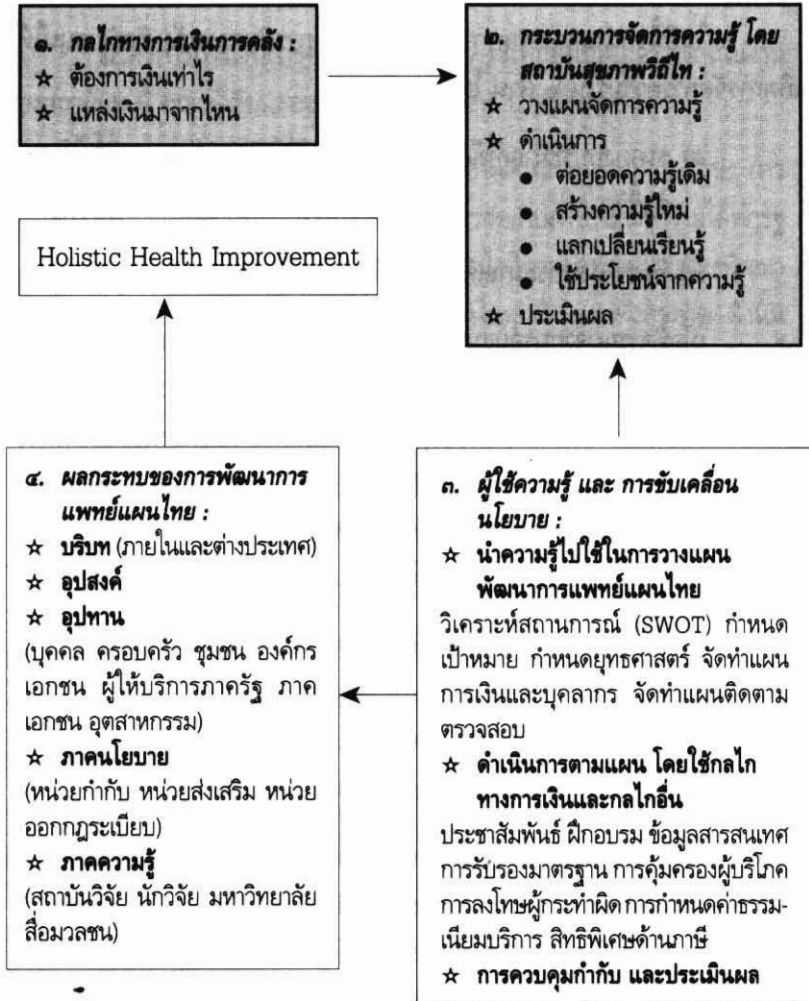 ๑. กลไกทางการเงินการคลัง :
☆ ต้องการเงินเท่าไร
☆ แหล่งเงินมาจากไหน
๒. กระบวนการจัดการความรู้ โดย
สถาบันสุขภาพวิถีไท :
☆ วางแผนจัดการความรู้
☆ ดำเนินการ
● ต่อยอดความรู้เดิม
● สร้างความรู้ใหม่
● แลกเปลี่ยนเรียนรู้
● ใช้ประโยชน์จากความรู้
☆ ประเมินผล
Holistic Health Improvement
๓. ผู้ใช้ความรู้ และ การขับเคลื่อน
นโยบาย :
☆ นำความรู้ไปใช้ในการวางแผน
พัฒนาการแพทย์แผนไทย
วิเคราะห์สถานการณ์ (SWOT) กำหนด
เป้าหมาย กำหนดยุทธศาสตร์ จัดทำแผน
การเงินและบุคลากร จัดทำแผนติดตาม
ตรวจสอบ
☆ ดำเนินการตามแผน โดยใช้กลไก
ทางการเงินและกลไกอื่น
ประชาสัมพันธ์ ฝึกอบรม ข้อมูลสารสนเทศ
การรับรองมาตรฐาน การคุ้มครองผู้บริโภค
การลงโทษผู้กระทำผิด การกำหนดค่าธรรม-
เนียมบริการ สิทธิพิเศษด้านภาษี
☆ การควบคุมกำกับ และประเมินผล
๔. ผลกระทบของการพัฒนาการ
แพทย์แผนไทย :
☆ บริบท (ภายในและต่างประเทศ)
☆ อุปสงค์
☆ อุปทาน
(บุคคล ครอบครัว ชุมชน องค์กร
เอกชน ผู้ให้บริการภาครัฐ ภาค
เอกชน อุตสาหกรรม)
☆ ภาคนโยบาย
(หน่วยกำกับ หน่วยส่งเสริม หน่วย
ออกกฎระเบียบ)
☆ ภาคความรู้
(สถาบันวิจัย นักวิจัย มหาวิทยาลัย
สื่อมวลชน)